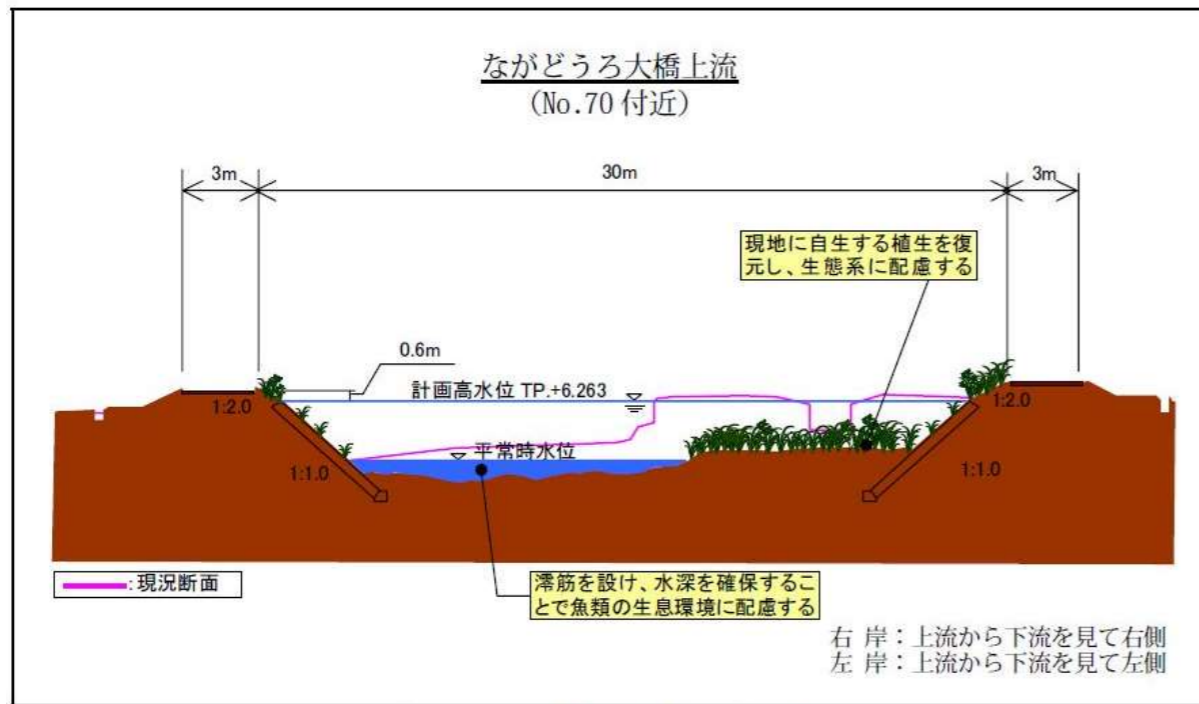 ながどうろ大橋上流
(No.70 付近)
3m
30m
3m
現地に自生する植生を復
元し、生態系に配慮する
0.6m
計画高水位 TP.+6.263
1:2.0
1:2.0
平常時水位
1:1.0
1:1.0
:現況断面
澪筋を設け、水深を確保するこ
とで魚類の生息環境に配慮する
右 岸：上流から下流を見て右側
左 岸：上流から下流を見て左側